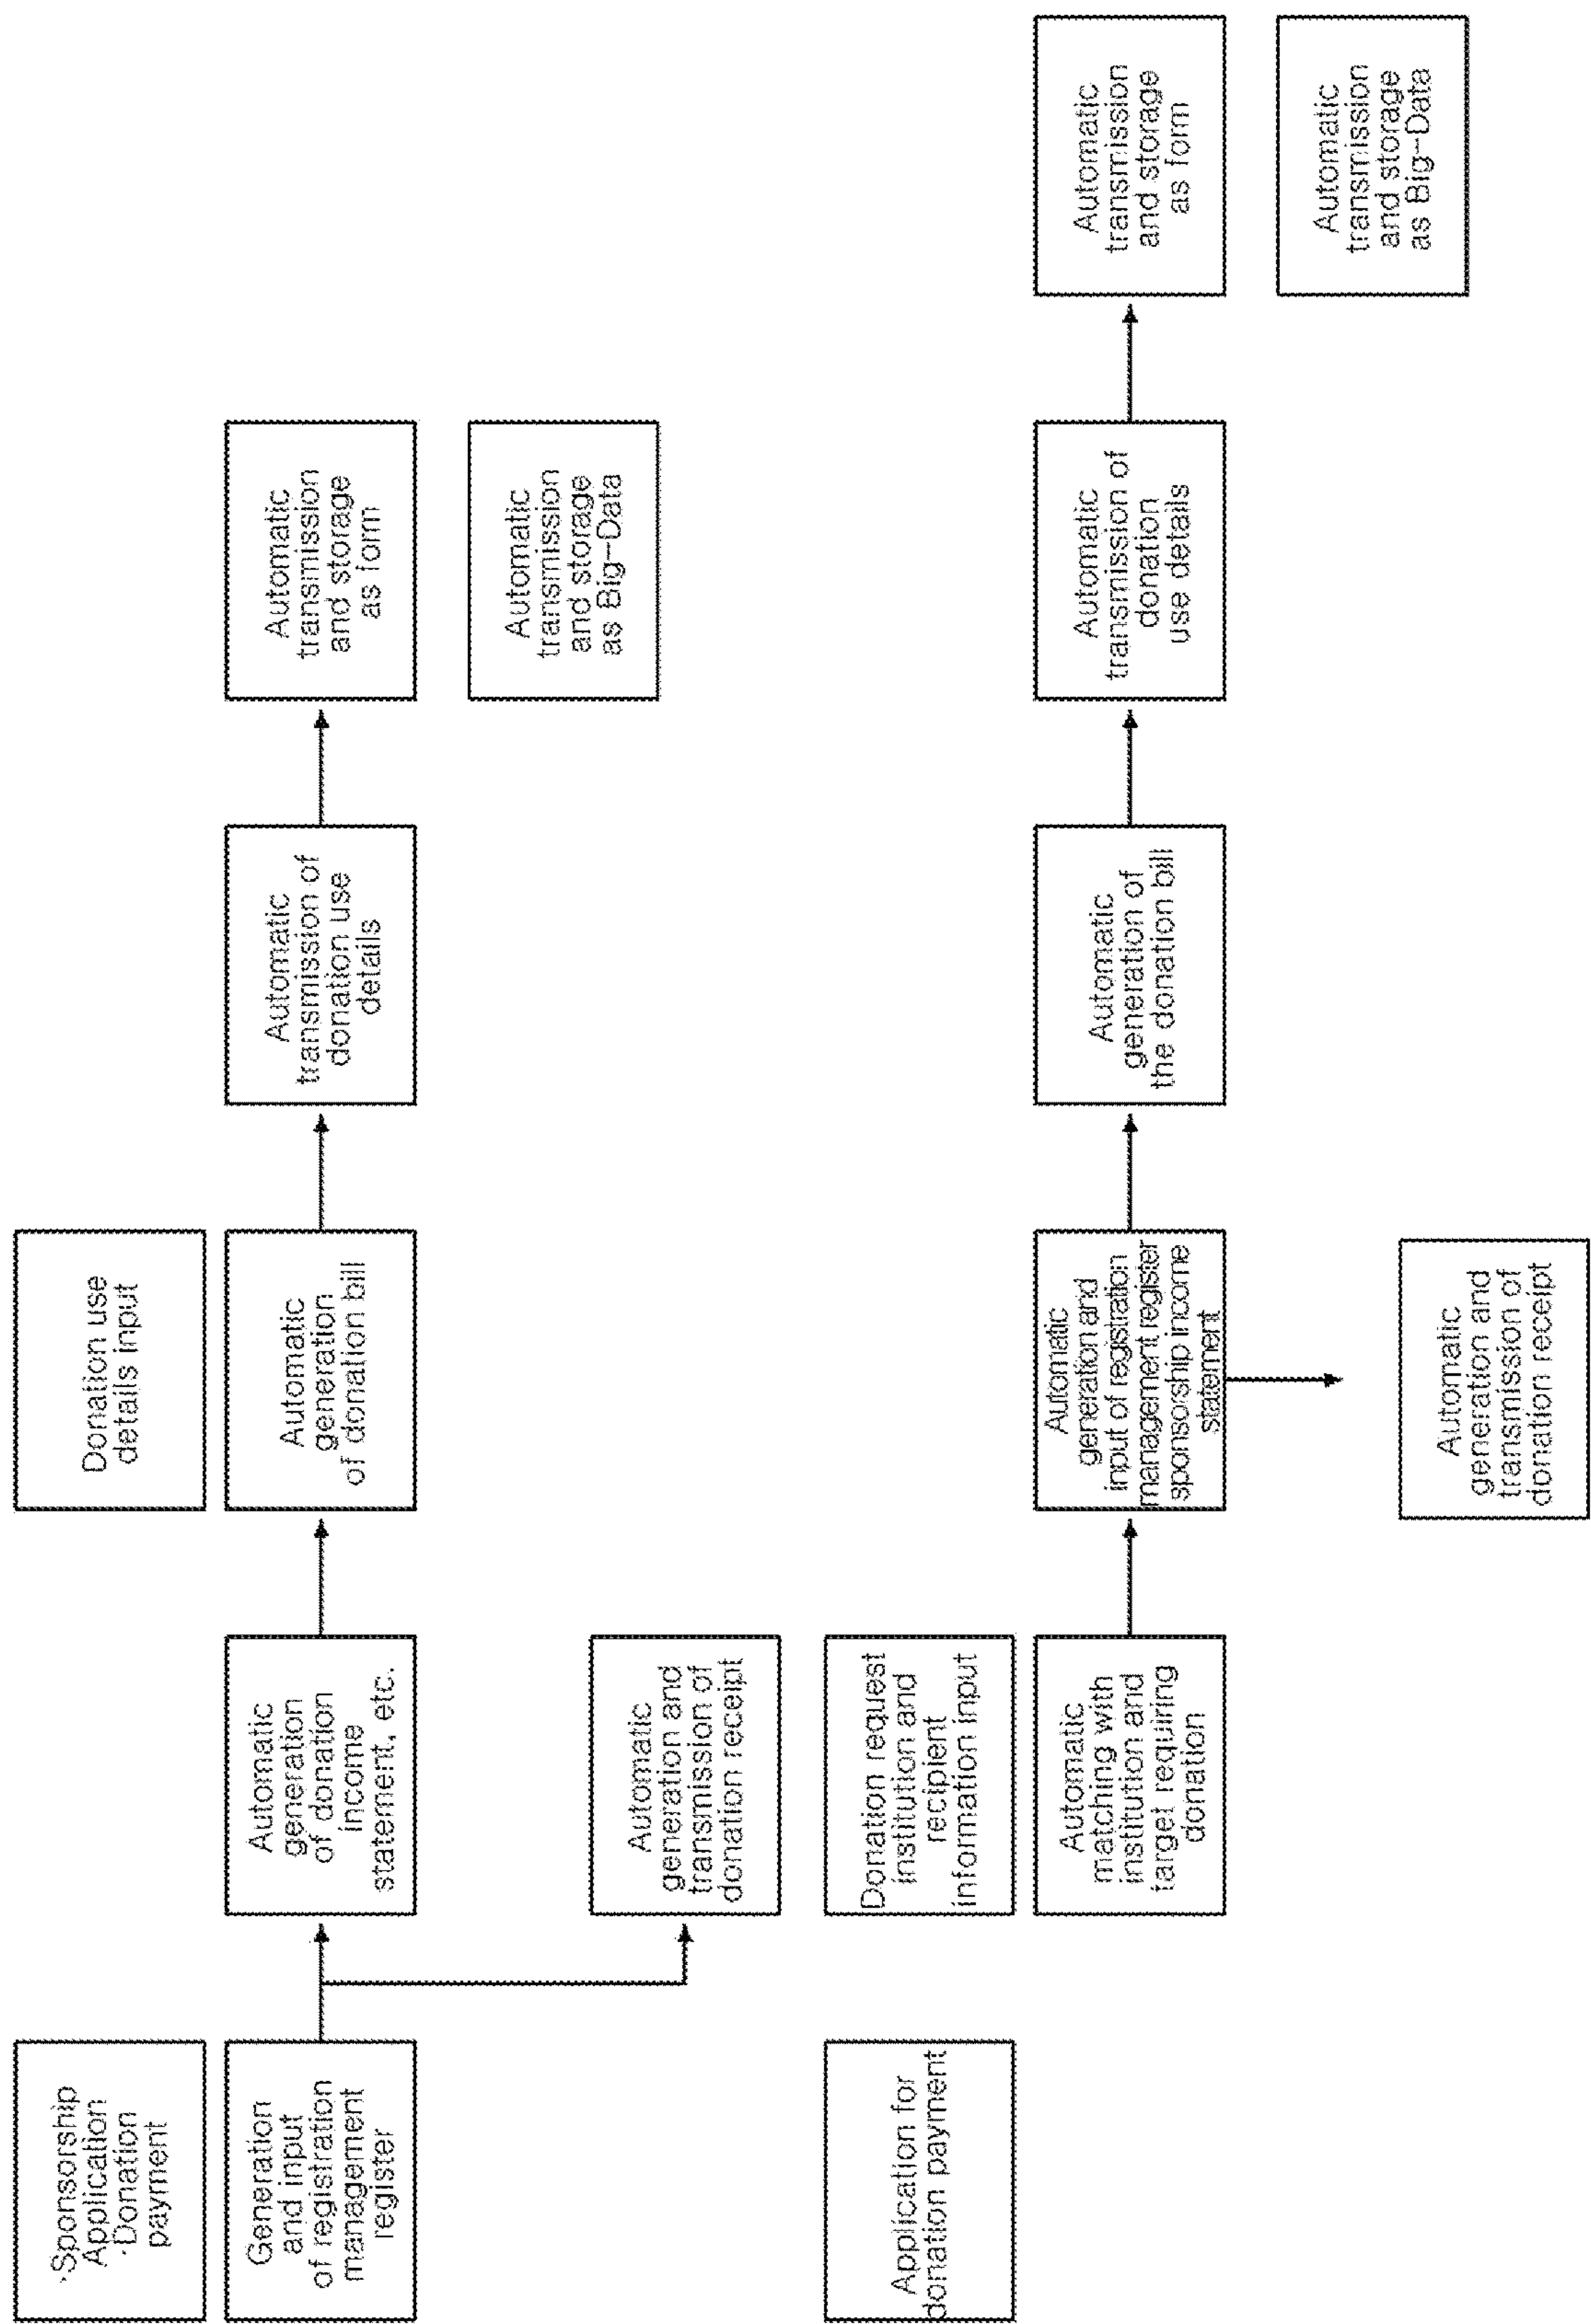 ·Sponsorship
Application
·Donation
payment
Generation
and input
of registration
management
register
Automatic
generation
of donation
income
statement, etc.
Automatic
generation and
transmission of
donation receipt
Donation use
details input
Automatic
generation
of donation bill
Automatic
transmission of
donation use
details
Automatic
transmission
and storage
as form
Automatic
transmission
and storage
as Big-Data
Application for
donation payment
Donation request
institution and
recipient
information input
Automatic
matching with
institution and
target requiring
donation
Automatic
generation and
input of registration
management register
sponsorship income
statement
Automatic
generation and
transmission of
donation receipt
Automatic
generation of
the donation bill
Automatic
transmission of
donation
use details
Automatic
transmission
and storage
as form
Automatic
transmission
and storage
as Big-Data